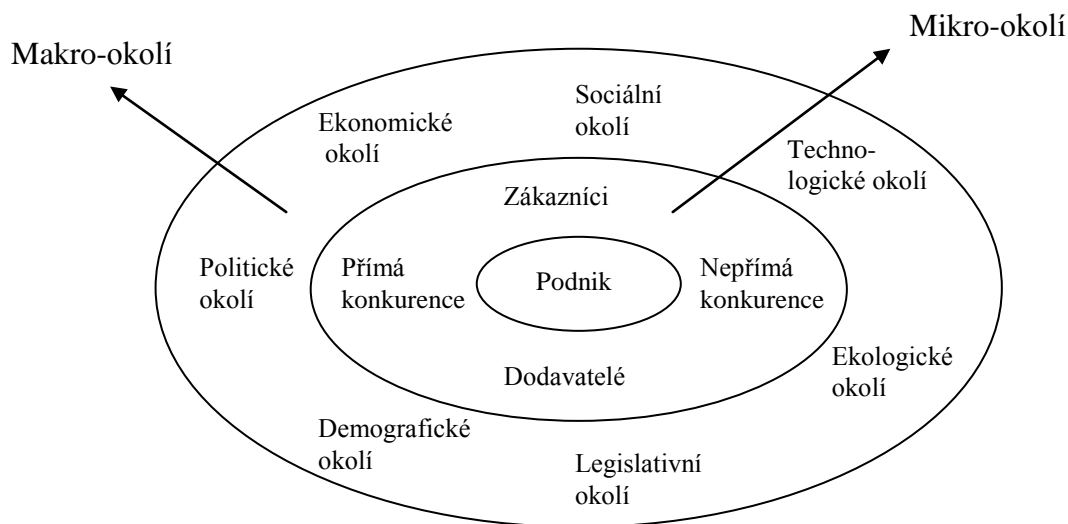 Makro-okolí
Mikro-okolí
Ekonomické
okolí
Sociální
okolí
Techno-
logické okolí
Zákazníci
Politické
okolí
Přímá
konkurence
Podnik
Nepřímá
konkurence
Dodavatelé
Ekologické
okolí
Demografické
okolí
Legislativní
okolí